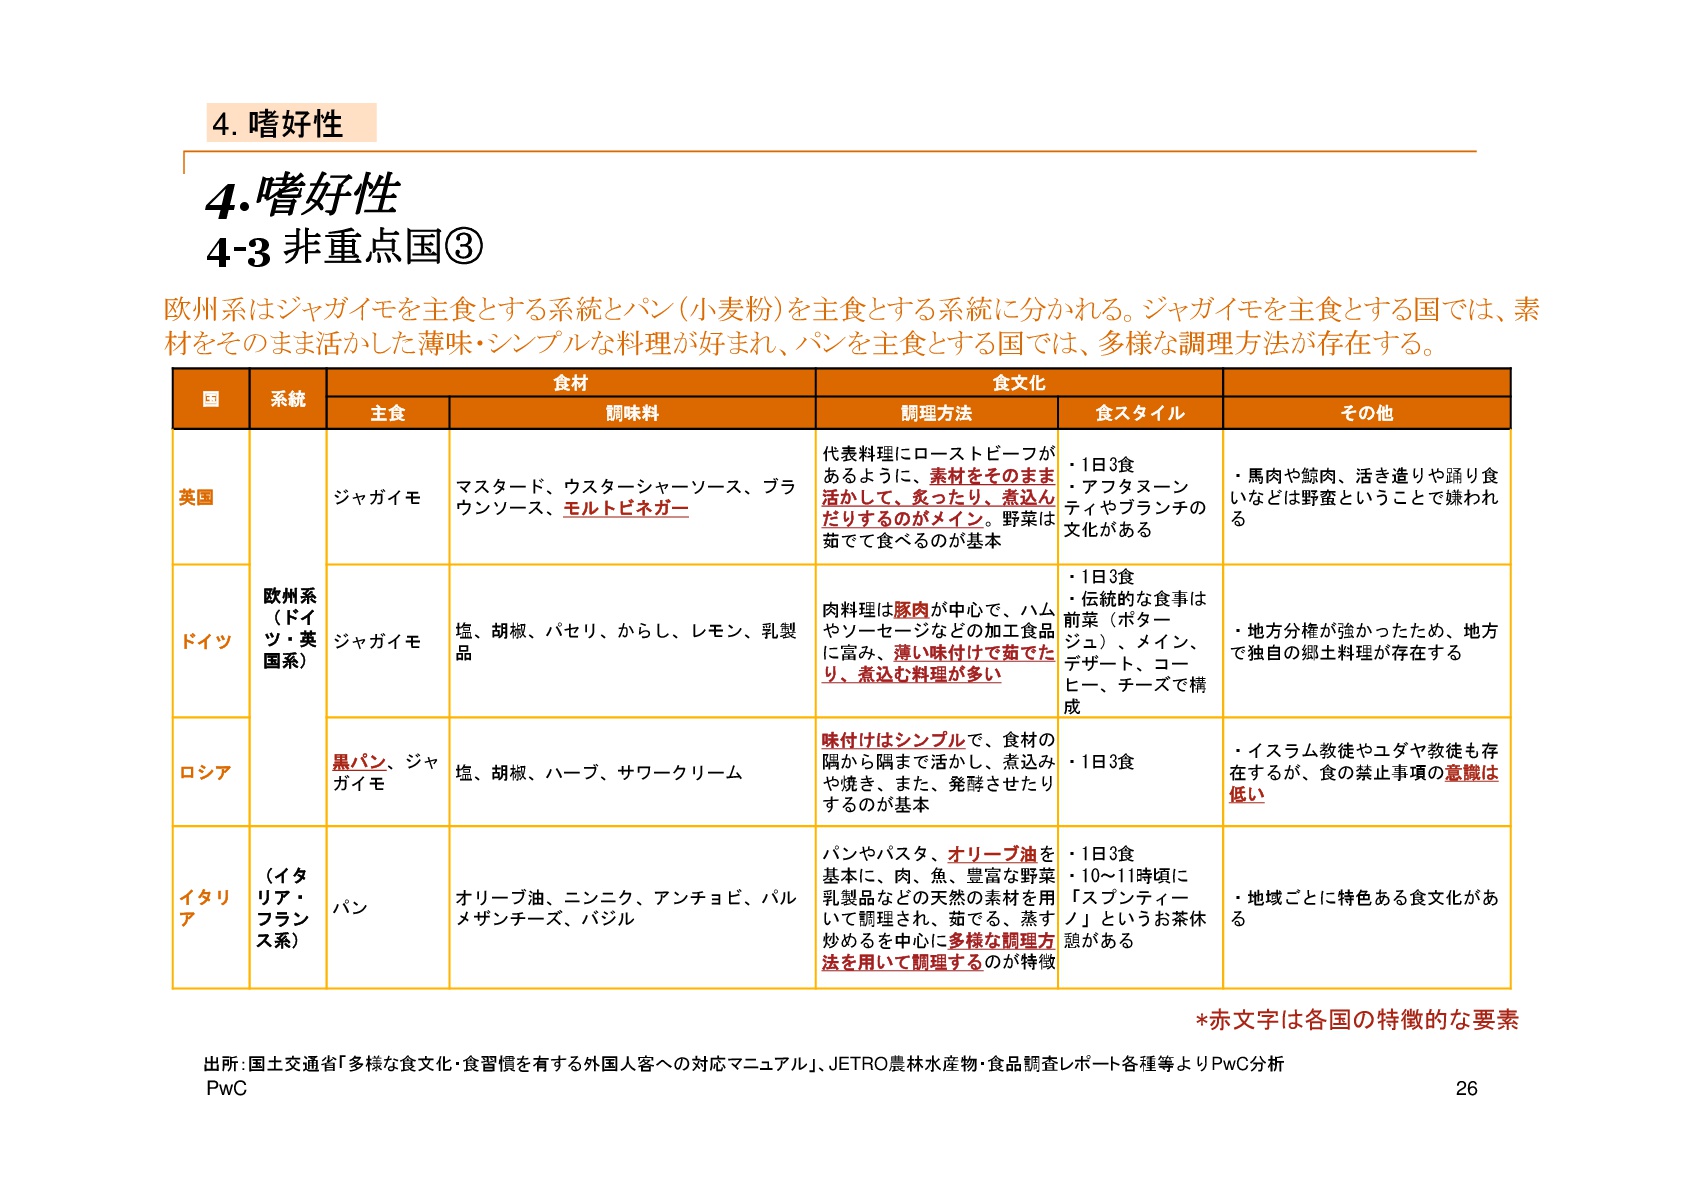 4. 嗜好性
4.嗜好性
4-3 非重点国③
欧州系はジャガイモを主食とする系統とパン（小麦粉）を主食とする系統に分かれる。ジャガイモを主食とする国では、素
材をそのまま活かした薄味・シンプルな料理が好まれ、パンを主食とする国では、多様な調理方法が存在する。
国
系統
食材
食文化
主食
調味料
調理方法
食スタイル
その他
英国
欧州系
（ドイ
ツ・英
国系）
ジャガイモ
マスタード、ウスターシャーソース、ブラ
ウンソース、モルトビネガー
代表料理にローストビーフが
あるように、素材をそのまま
活かして、炙ったり、煮込ん
だりするのがメイン。野菜は
茹でて食べるのが基本
・1日3食
・アフタヌーン
ティやブランチの
文化がある
・馬肉や鯨肉、活き造りや踊り食
いなどは野蛮ということで嫌われ
る
ドイツ
ジャガイモ
塩、胡椒、パセリ、からし、レモン、乳製
品
肉料理は豚肉が中心で、ハム
やソーセージなどの加工食品
に富み、薄い味付けで茹でた
り、煮込む料理が多い
・1日3食
・伝統的な食事は
前菜（ポター
ジュ）、メイン、
デザート、コー
ヒー、チーズで構
成
・地方分権が強かったため、地方
で独自の郷土料理が存在する
ロシア
黒パン、ジャ
ガイモ
塩、胡椒、ハーブ、サワークリーム
味付けはシンプルで、食材の
隅から隅まで活かし、煮込み
や焼き、また、発酵させたり
するのが基本
・1日3食
・イスラム教徒やユダヤ教徒も存
在するが、食の禁止事項の意識は
低い
イタリ
ア
（イタ
リア・
フラン
ス系）
パン
オリーブ油、ニンニク、アンチョビ、パル
メザンチーズ、バジル
パンやパスタ、オリーブ油を
基本に、肉、魚、豊富な野菜
乳製品などの天然の素材を用
いて調理され、茹でる、蒸す
炒めるを中心に多様な調理方
法を用いて調理するのが特徴
・1日3食
・10～11時頃に
「スプンティー
ノ」というお茶休
憩がある
・地域ごとに特色ある食文化があ
る
*赤文字は各国の特徴的な要素
出所：国土交通省「多様な食文化・食習慣を有する外国人客への対応マニュアル」、JETRO農林水産物・食品調査レポート各種等よりPwC分析
PwC
26